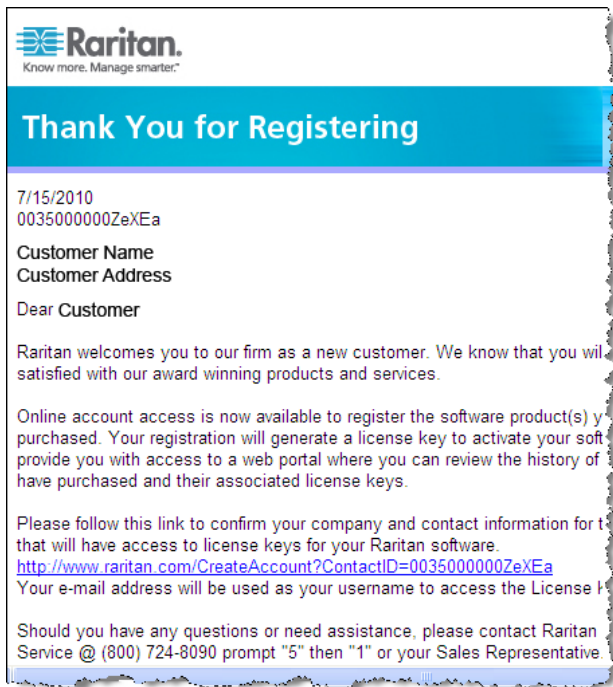 Raritan.
Know more. Manage smarter.™
Thank You for Registering
7/15/2010
0035000000ZeXEa
Customer Name
Customer Address
Dear Customer
Raritan welcomes you to our firm as a new customer. We know that you wil
satisfied with our award winning products and services.
Online account access is now available to register the software product(s) y
purchased. Your registration will generate a license key to activate your soft
provide you with access to a web portal where you can review the history of
have purchased and their associated license keys.
Please follow this link to confirm your company and contact information for t
that will have access to license keys for your Raritan software.
http://www.raritan.com/CreateAccount?ContactID=0035000000ZeXEa
Your e-mail address will be used as your username to access the License
Should you have any questions or need assistance, please contact Raritan
Service @ (800) 724-8090 prompt "5" then "1" or your Sales Representative.